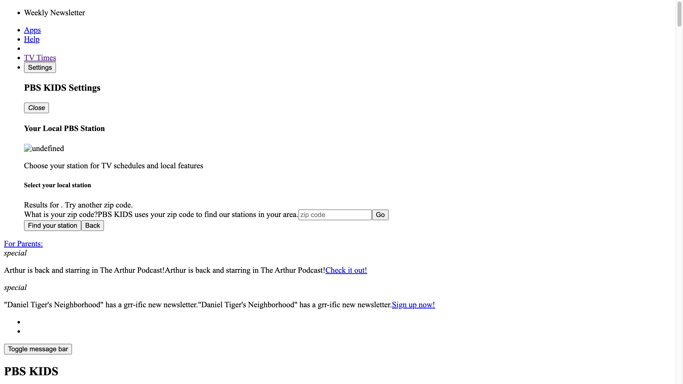 Weekly Newsletter
Apps
Help
TV Times
Settings
PBS KIDS Settings
Close
Your Local PBS Station
undefined
Choose your station for TV schedules and local features
Select your local station
Results for . Try another zip code.
What is your zip code?PBS KIDS uses your zip code to find our stations in your area.zip code Go
Find your station Back
For Parents:
special
Arthur is back and starring in The Arthur Podcast!Arthur is back and starring in The Arthur Podcast!Check it out!
special
"Daniel Tiger's Neighborhood" has a grr-ific new newsletter."Daniel Tiger's Neighborhood" has a grr-ific new newsletter.Sign up now!
Toggle message bar
PBS KIDS